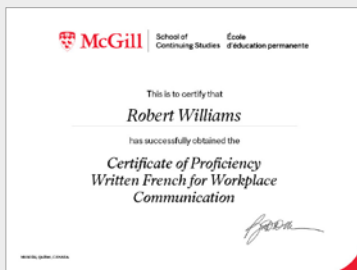 McGill
School of
Continuing Studies
École
d'éducation permanente
This is to certify that
Robert Williams
has successfully obtained the
Certificate of Proficiency
Written French for Workplace
Communication